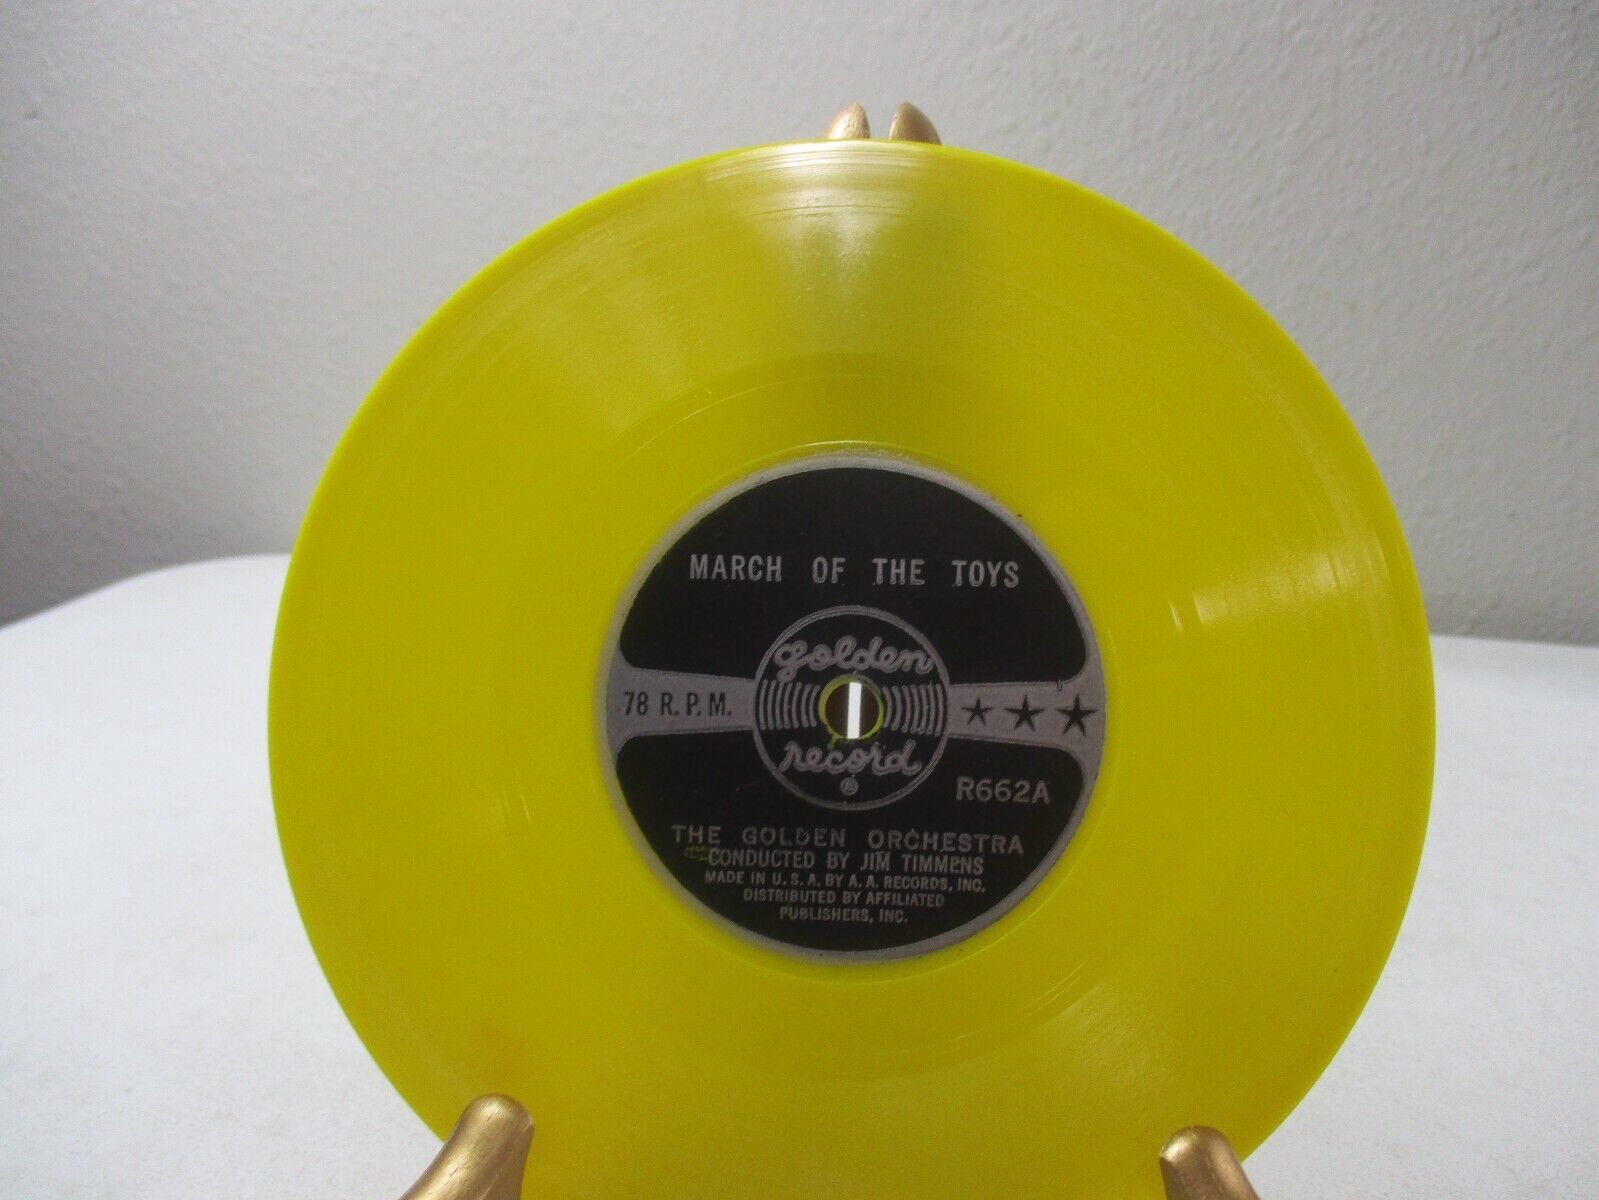 MARCH OF THE TOYS
golden
78 R.P.M.
record
®
R662A
THE GOLDEN ORCHESTRA
CONDUCTED BY JIM TIMMENS
MADE IN U.S.A. BY A.A. RECORDS, INC.
DISTRIBUTED BY AFFILIATED
PUBLISHERS, INC.